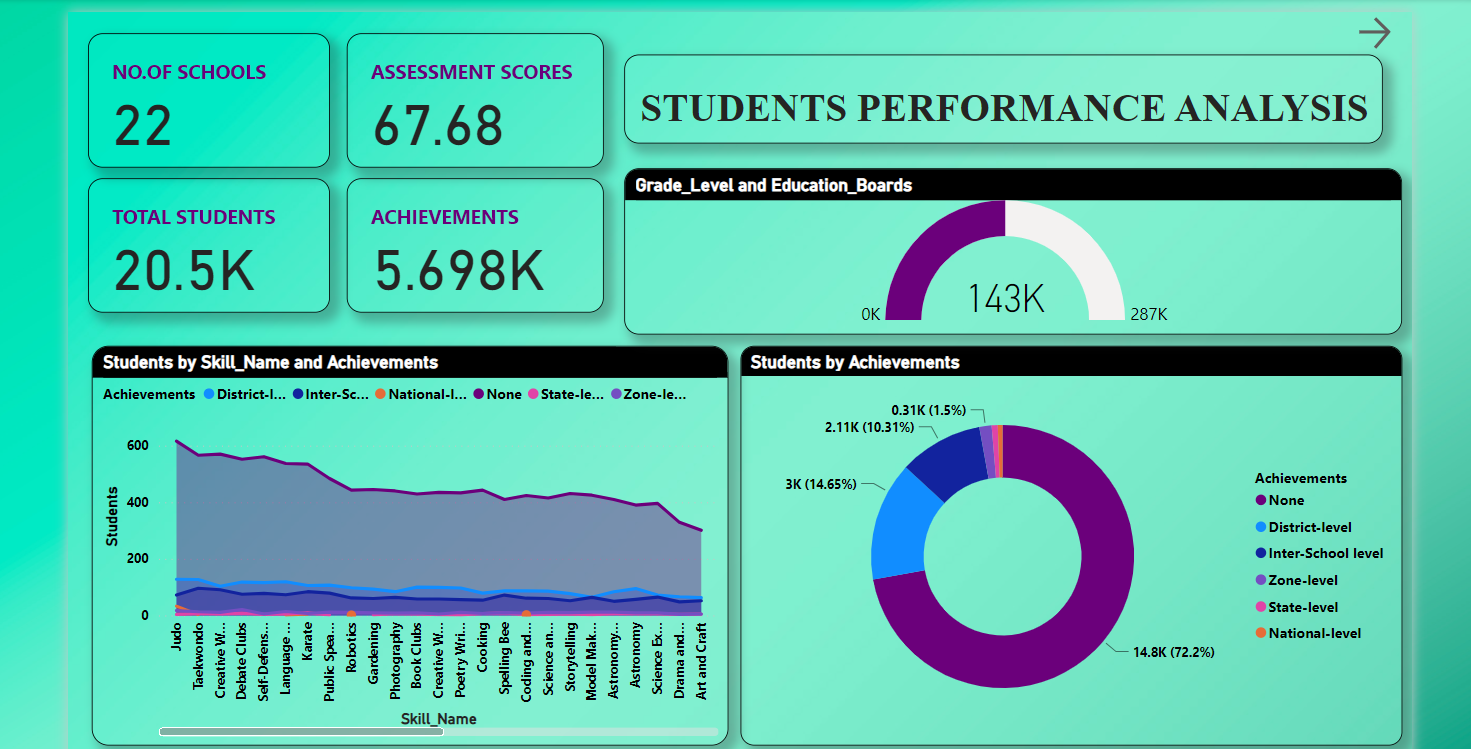 NO.OF SCHOOLS
22
ASSESSMENT SCORES
67.68
STUDENTS PERFORMANCE ANALYSIS
TOTAL STUDENTS
20.5K
ACHIEVEMENTS
5.698K
Grade_Level and Education_Boards
143K
0K
287K
Students by Skill_Name and Achievements
Achievements District-l... Inter-Sc... National-l... None State-le... Zone-le...
600
400
200
0
Students
Judo
Taekwondo
Creative W...
Debate Clubs
Self-Defens...
Language ...
Karate
Public Spea...
Robotics
Gardening
Photography
Book Clubs
Creative W...
Poetry Wri...
Cooking
Spelling Bee
Coding and...
Science an...
Storytelling
Model Mak...
Astronomy...
Astronomy
Science Ex...
Drama and...
Art and Craft
Skill_Name
Students by Achievements
0.31K (1.5%)
2.11K (10.31%)
3K (14.65%)
14.8K (72.2%)
Achievements
None
District-level
Inter-School level
Zone-level
State-level
National-level